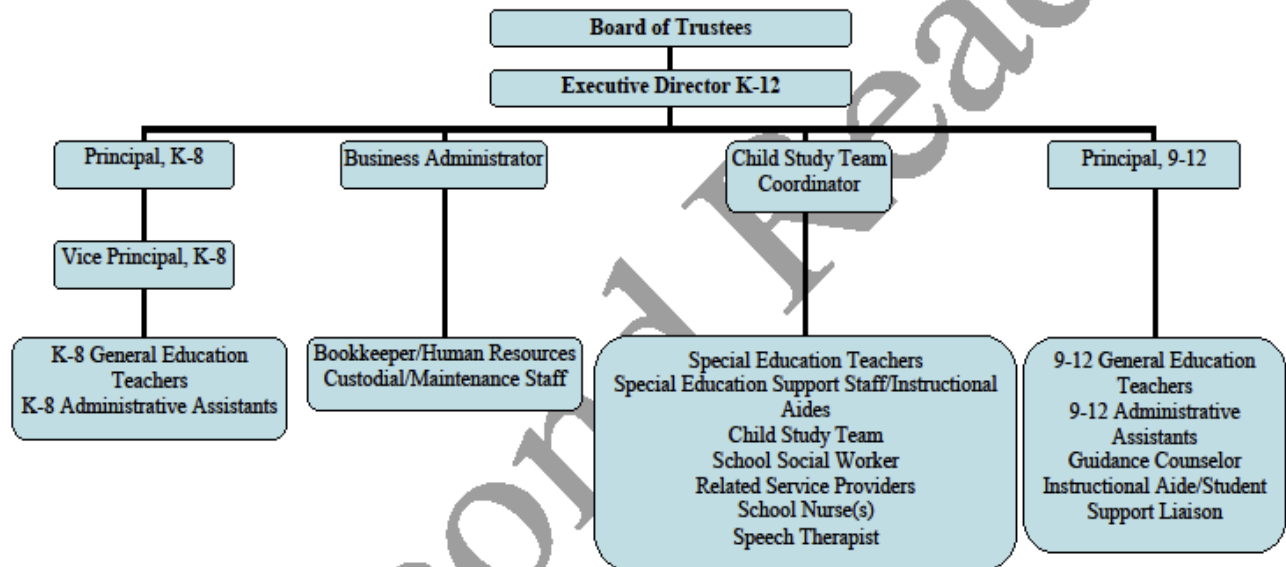 Board of Trustees
Executive Director K-12
Principal, K-8
Business Administrator
Child Study Team
Coordinator
Principal, 9-12
Vice Principal, K-8
K-8 General Education
Teachers
K-8 Administrative Assistants
Bookkeeper/Human Resources
Custodial/Maintenance Staff
Special Education Teachers
Special Education Support Staff/Instructional
Aides
Child Study Team
School Social Worker
Related Service Providers
School Nurse(s)
Speech Therapist
9-12 General Education
Teachers
9-12 Administrative
Assistants
Guidance Counselor
Instructional Aide/Student
Support Liaison